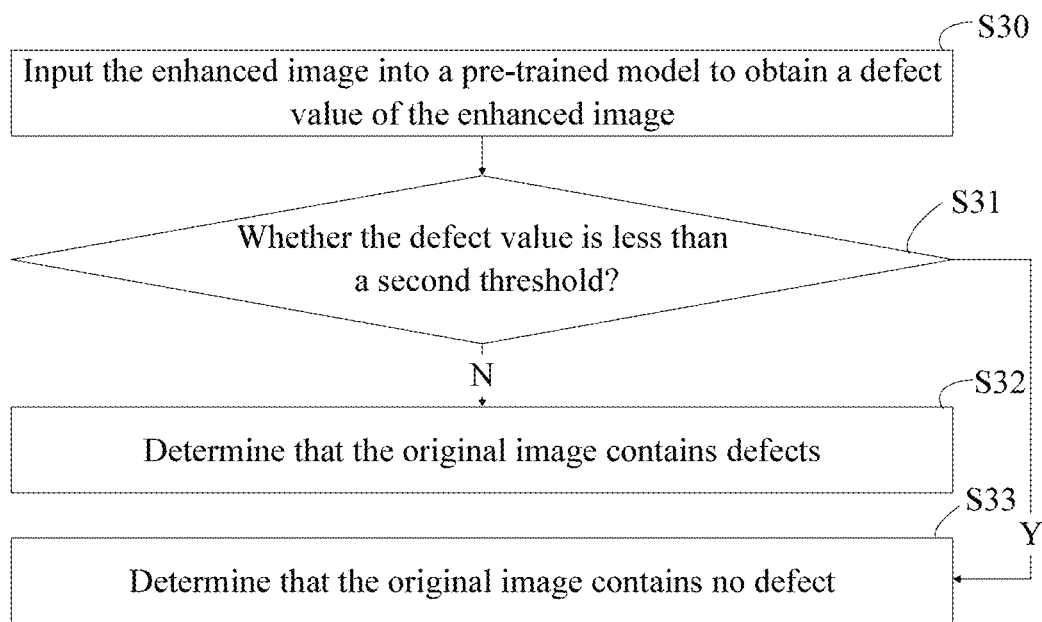 S30
Input the enhanced image into a pre-trained model to obtain a defect
value of the enhanced image
S31
Whether the defect value is less than
a second threshold?
N
S32
Determine that the original image contains defects
S33
Y
Determine that the original image contains no defect